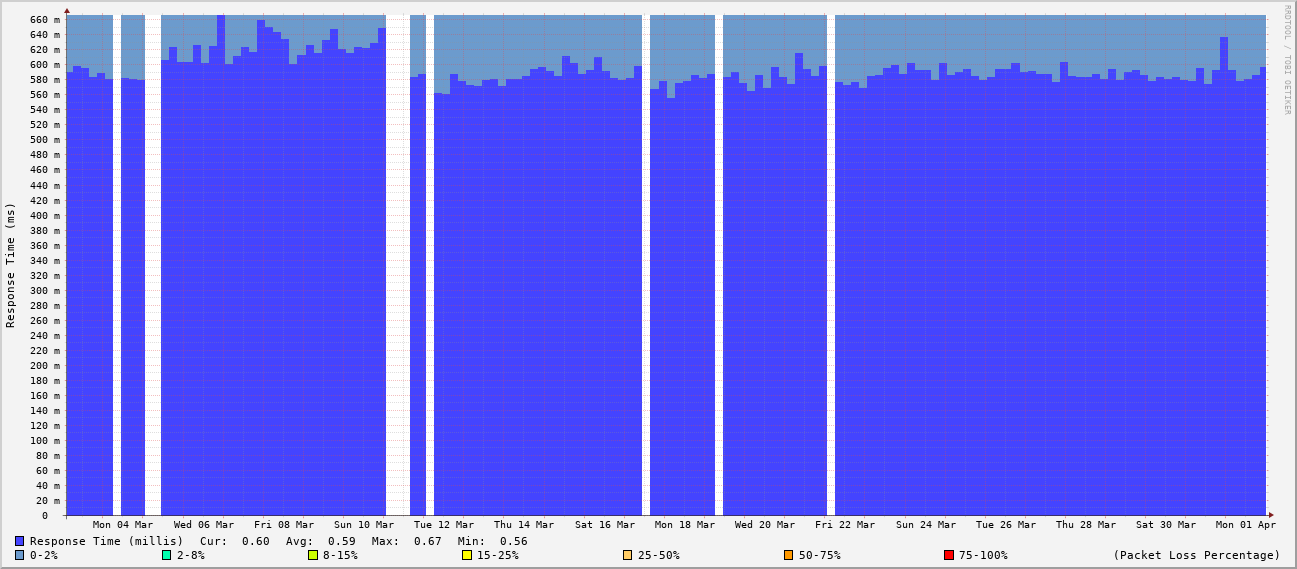 RRDTOOL / TOBI OETIKER
Response Time (ms)
660 m
640 m
620 m
600 m
580 m
560 m
540 m
520 m
500 m
480 m
460 m
440 m
420 m
400 m
380 m
360 m
340 m
320 m
300 m
280 m
260 m
240 m
220 m
200 m
180 m
160 m
140 m
120 m
100 m
80 m
60 m
40 m
20 m
0
Mon 04 Mar Wed 06 Mar Fri 08 Mar Sun 10 Mar Tue 12 Mar Thu 14 Mar Sat 16 Mar Mon 18 Mar Wed 20 Mar Fri 22 Mar Sun 24 Mar Tue 26 Mar Thu 28 Mar Sat 30 Mar Mon 01 Apr
Response Time (millis) Cur: 0.60 Avg: 0.59 Max: 0.67 Min: 0.56
0-2% 2-8% 8-15% 15-25% 25-50% 50-75% 75-100% (Packet Loss Percentage)